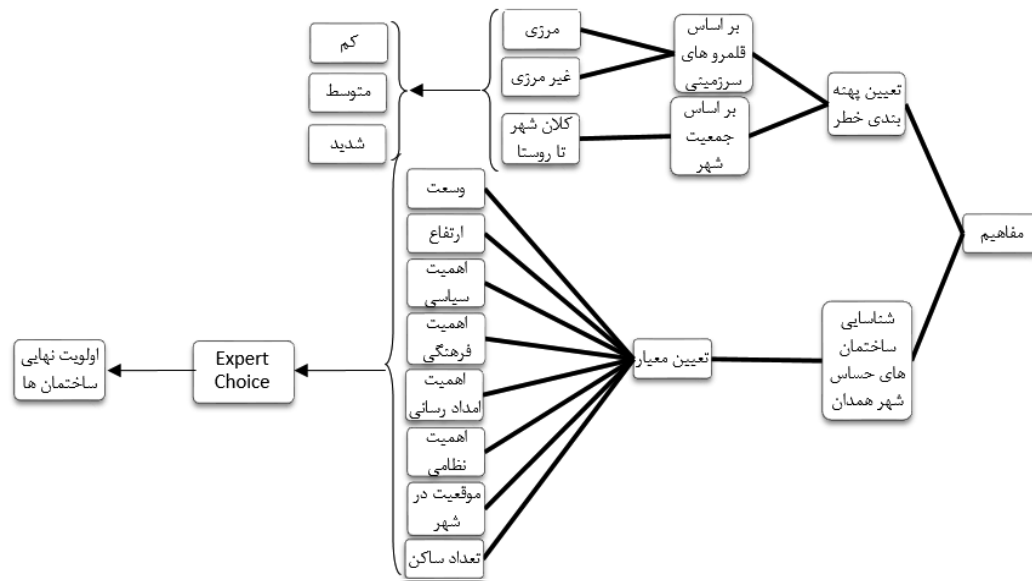 مفاهیم
تعیین پهنه
بندی خطر
بر اساس
قلمرو های
سرزمینی
مرزی
غیر مرزی
بر اساس
جمعیت
شهر
کلان شهر
تا روستا
کم
متوسط
شدید
شناسایی
ساختمان
های حساس
شهر همدان
تعیین معیار
وسعت
ارتفاع
اهمیت
سیاسی
اهمیت
فرهنگی
اهمیت
امداد رسانی
اهمیت
نظامی
موقعیت در
شهر
تعداد ساکن
Expert
Choice
اولویت نهایی
ساختمان ها